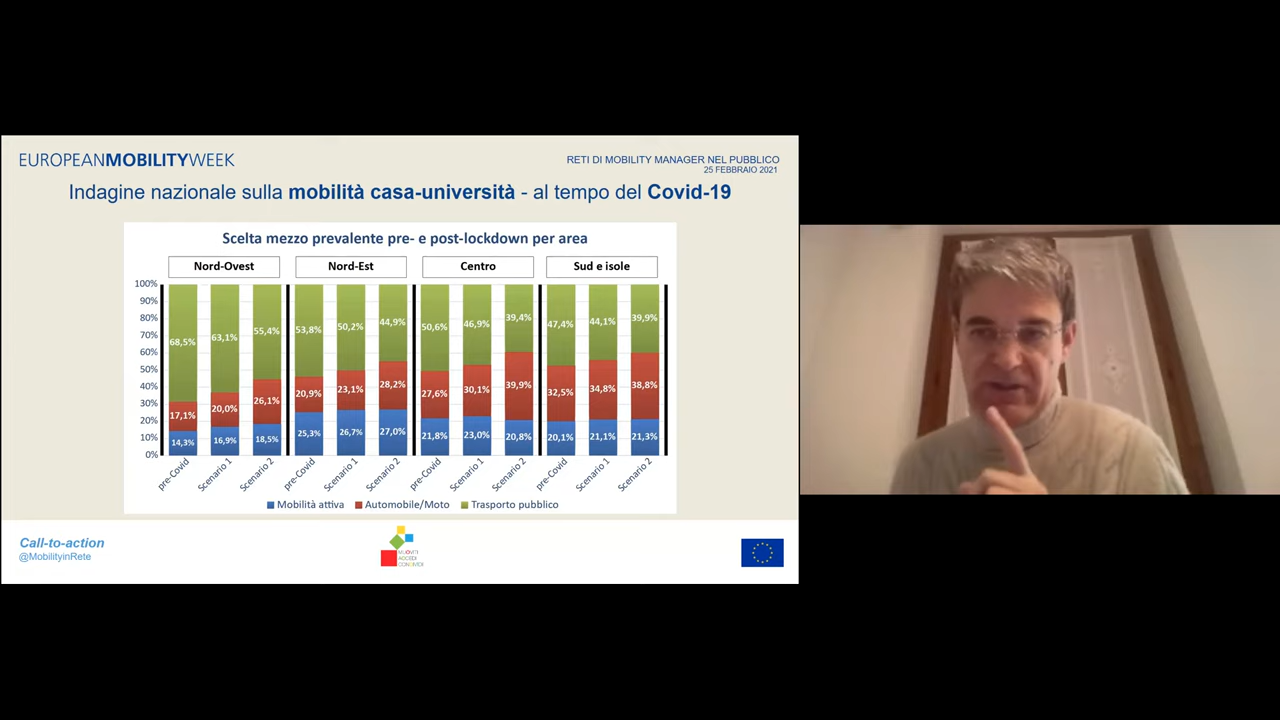 EUROPEANMOBILITYWEEK
RETI DI MOBILITY MANAGER NEL PUBBLICO
25 FEBBRAIO 2021
Indagine nazionale sulla mobilità casa-università - al tempo del Covid-19
Scelta mezzo prevalente pre- e post-lockdown per area
Nord-Ovest Nord-Est Centro Sud e isole
100%
90%
80%
70%
60%
50%
40%
30%
20%
10%
0%
68,5% 63,1% 55,4% 53,8% 50,2% 44,9% 50,6% 46,9% 39,4% 47,4% 44,1% 39,9%
17,1% 20,0% 26,1% 20,9% 23,1% 28,2% 27,6% 30,1% 39,9% 32,5% 34,8% 38,8%
14,3% 16,9% 18,5% 25,3% 26,7% 27,0% 21,8% 23,0% 20,8% 20,1% 21,1% 21,3%
pre-Covid Scenario 1 Scenario 2 pre-Covid Scenario 1 Scenario 2 pre-Covid Scenario 1 Scenario 2 pre-Covid Scenario 1 Scenario 2
Mobilità attiva Automobile/Moto Trasporto pubblico
Call-to-action
@MobilityinRete
MUOVITI
ACCEDI
CONDIVIDI